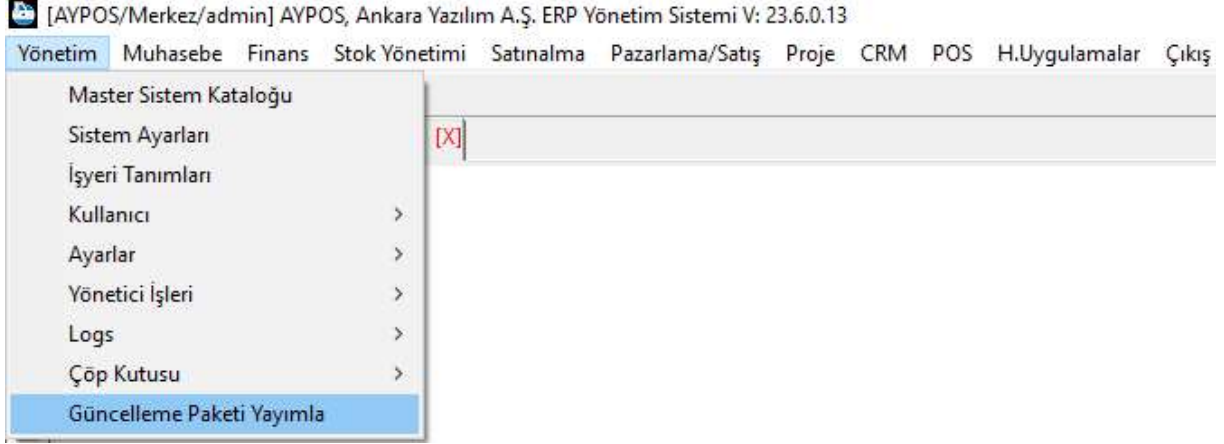 [AYPOS/Merkez/admin] AYPOS, Ankara Yazılım A.Ş. ERP Yönetim Sistemi V: 23.6.0.13
Yönetim Muhasebe Finans Stok Yönetimi Satınalma Pazarlama/Satış Proje CRM POS H.Uygulamalar Çıkış
Master Sistem Kataloğu
Sistem Ayarları
[X]
İşyeri Tanımları
Kullanıcı >
Ayarlar >
Yönetici İşleri >
Logs >
Çöp Kutusu >
Güncelleme Paketi Yayımla